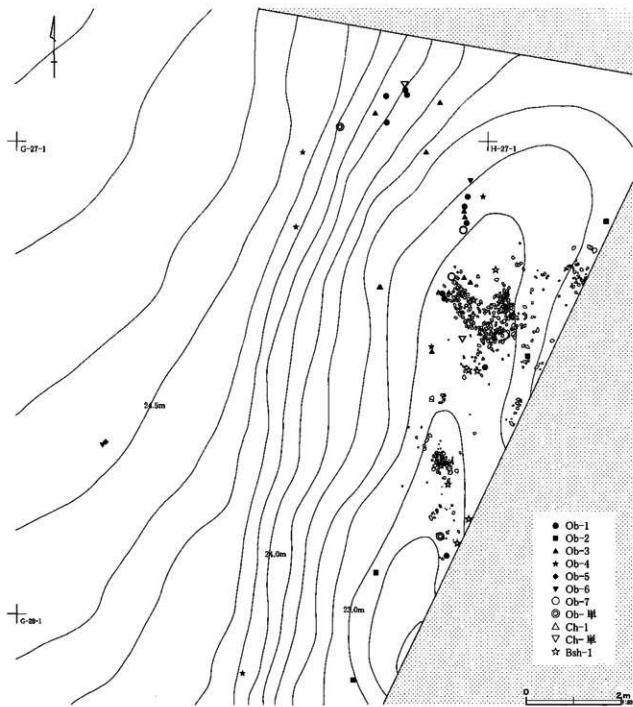 G-27-1
H-27-1
24.5m
24.0m
23.0m
G-28-1
Ob-1
Ob-2
Ob-3
Ob-4
Ob-5
Ob-6
Ob-7
Ob-単
Ch-1
Ch-単
Bsh-1
0 2m